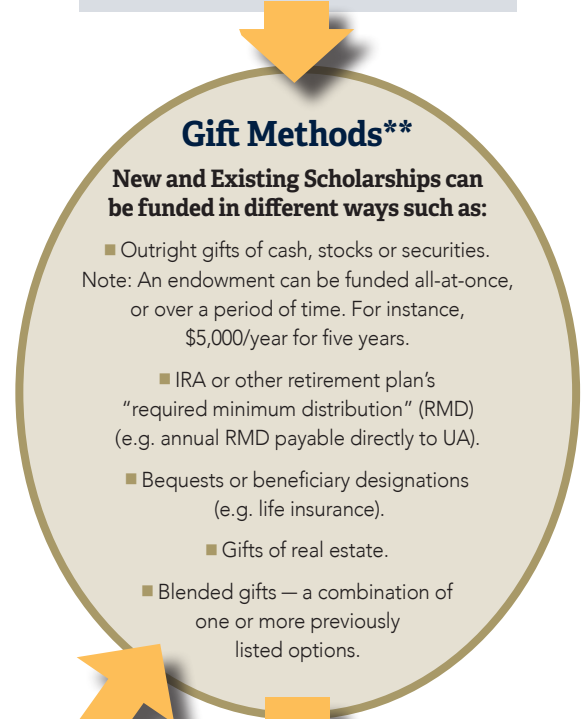 Gift Methods**
New and Existing Scholarships can
be funded in different ways such as:
■ Outright gifts of cash, stocks or securities.
Note: An endowment can be funded all-at-once,
or over a period of time. For instance,
$5,000/year for five years.
■ IRA or other retirement plan’s
“required minimum distribution” (RMD)
(e.g. annual RMD payable directly to UA).
■ Bequests or beneficiary designations
(e.g. life insurance).
■ Gifts of real estate.
■ Blended gifts — a combination of
one or more previously
listed options.